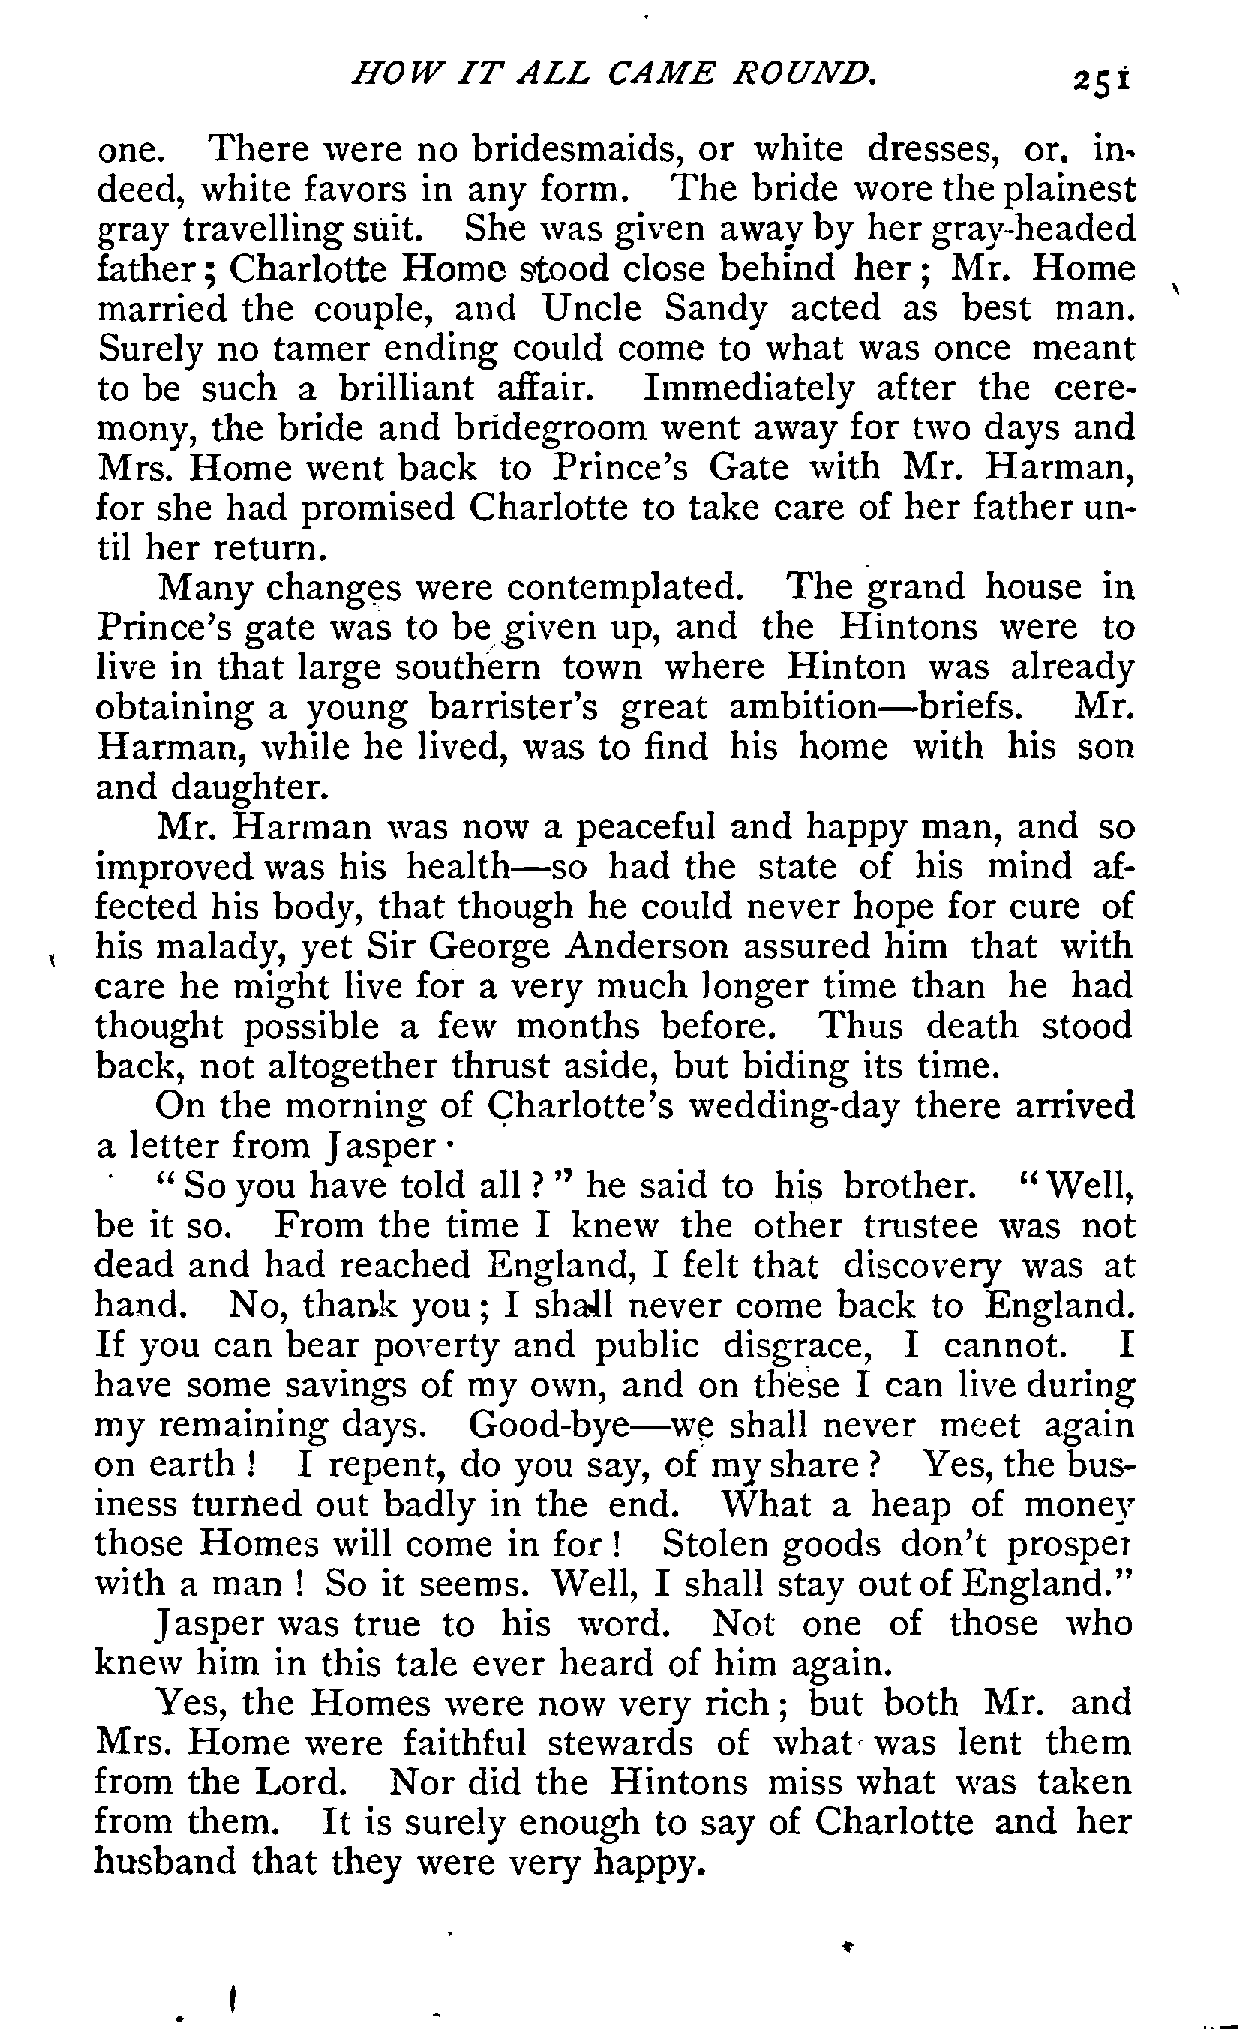 HOW IT ALL CAME ROUND. 251
one. There were no bridesmaids, or white dresses, or, in-
deed, white favors in any form. The bride wore the plainest
gray travelling suit. She was given away by her gray-headed
father; Charlotte Home stood close behind her; Mr. Home
married the couple, and Uncle Sandy acted as best man.
Surely no tamer ending could come to what was once meant
to be such a brilliant affair. Immediately after the cere-
mony, the bride and bridegroom went away for two days and
Mrs. Home went back to Prince's Gate with Mr. Harman,
for she had promised Charlotte to take care of her father un-
til her return.
Many changes were contemplated. The grand house in
Prince's gate was to be given up, and the Hintons were to
live in that large southern town where Hinton was already
obtaining a young barrister's great ambition—briefs. Mr.
Harman, while he lived, was to find his home with his son
and daughter.
Mr. Harman was now a peaceful and happy man, and so
improved was his health—so had the state of his mind af-
fected his body, that though he could never hope for cure of
his malady, yet Sir George Anderson assured him that with
care he might live for a very much longer time than he had
thought possible a few months before. Thus death stood
back, not altogether thrust aside, but biding its time.
On the morning of Charlotte's wedding-day there arrived
a letter from Jasper.
"So you have told all?" he said to his brother. "Well,
be it so. From the time I knew the other trustee was not
dead and had reached England, I felt that discovery was at
hand. No, thank you; I shall never come back to England.
If you can bear poverty and public disgrace, I cannot. I
have some savings of my own, and on these I can live during
my remaining days. Good-bye—we shall never meet again
on earth! I repent, do you say, of my share? Yes, the bus-
iness turned out badly in the end. What a heap of money
those Homes will come in for! Stolen goods don't prosper
with a man! So it seems. Well, I shall stay out of England."
Jasper was true to his word. Not one of those who
knew him in this tale ever heard of him again.
Yes, the Homes were now very rich; but both Mr. and
Mrs. Home were faithful stewards of what was lent them
from the Lord. Nor did the Hintons miss what was taken
from them. It is surely enough to say of Charlotte and her
husband that they were very happy.